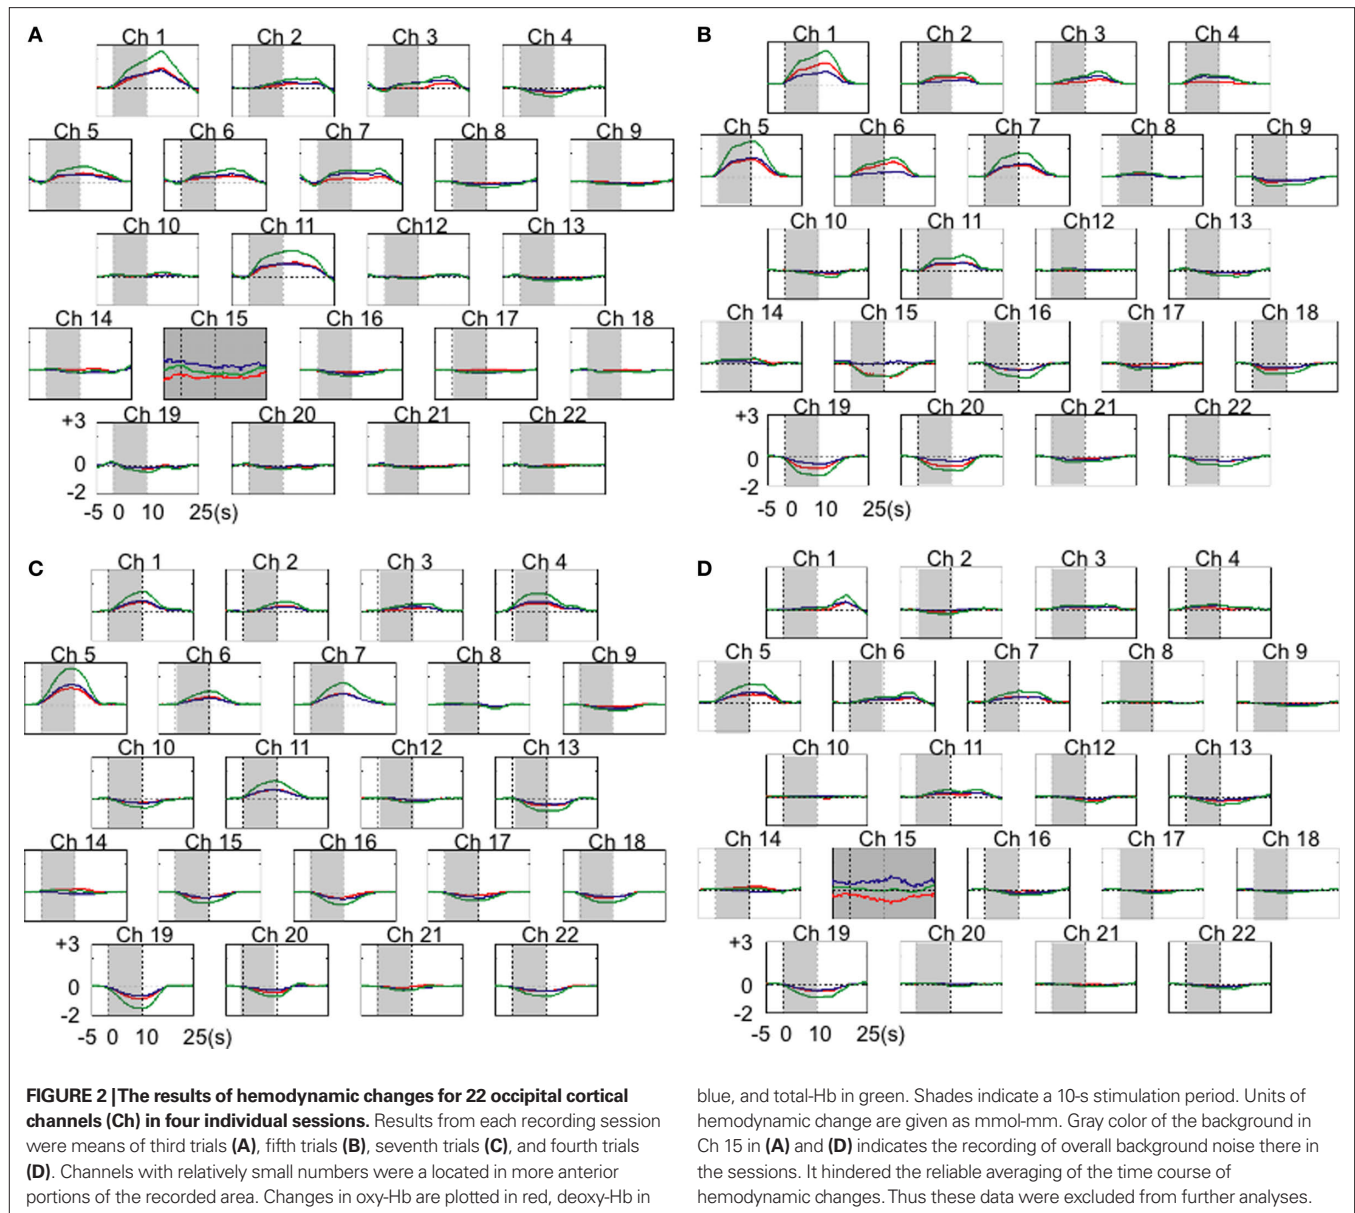 A
Ch 1 Ch 2 Ch 3 Ch 4
Ch 5 Ch 6 Ch 7 Ch 8 Ch 9
Ch 10 Ch 11 Ch12 Ch 13
Ch 14 Ch 15 Ch 16 Ch 17 Ch 18
Ch 19 Ch 20 Ch 21 Ch 22
+3
0
-2
-5 0 10 25(s)
B
Ch 1 Ch 2 Ch 3 Ch 4
Ch 5 Ch 6 Ch 7 Ch 8 Ch 9
Ch 10 Ch 11 Ch12 Ch 13
Ch 14 Ch 15 Ch 16 Ch 17 Ch 18
Ch 19 Ch 20 Ch 21 Ch 22
+3
0
-2
-5 0 10 25(s)
C
Ch 1 Ch 2 Ch 3 Ch 4
Ch 5 Ch 6 Ch 7 Ch 8 Ch 9
Ch 10 Ch 11 Ch12 Ch 13
Ch 14 Ch 15 Ch 16 Ch 17 Ch 18
Ch 19 Ch 20 Ch 21 Ch 22
+3
0
-2
-5 0 10 25(s)
D
Ch 1 Ch 2 Ch 3 Ch 4
Ch 5 Ch 6 Ch 7 Ch 8 Ch 9
Ch 10 Ch 11 Ch12 Ch 13
Ch 14 Ch 15 Ch 16 Ch 17 Ch 18
Ch 19 Ch 20 Ch 21 Ch 22
+3
0
-2
-5 0 10 25(s)
FIGURE 2 | The results of hemodynamic changes for 22 occipital cortical
channels (Ch) in four individual sessions. Results from each recording session
were means of third trials (A), fifth trials (B), seventh trials (C), and fourth trials
(D). Channels with relatively small numbers were a located in more anterior
portions of the recorded area. Changes in oxy-Hb are plotted in red, deoxy-Hb in
blue, and total-Hb in green. Shades indicate a 10-s stimulation period. Units of
hemodynamic change are given as mmol-mm. Gray color of the background in
Ch 15 in (A) and (D) indicates the recording of overall background noise there in
the sessions. It hindered the reliable averaging of the time course of
hemodynamic changes. Thus these data were excluded from further analyses.